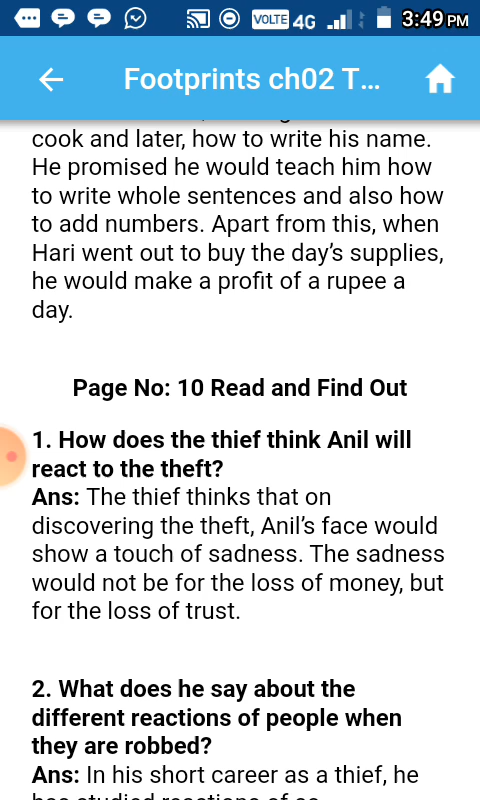 VOLTE 4G 3:49 PM
Footprints ch02 T...
cook and later, how to write his name.
He promised he would teach him how
to write whole sentences and also how
to add numbers. Apart from this, when
Hari went out to buy the day’s supplies,
he would make a profit of a rupee a
day.
Page No: 10 Read and Find Out
1. How does the thief think Anil will
react to the theft?
Ans: The thief thinks that on
discovering the theft, Anil’s face would
show a touch of sadness. The sadness
would not be for the loss of money, but
for the loss of trust.
2. What does he say about the
different reactions of people when
they are robbed?
Ans: In his short career as a thief, he